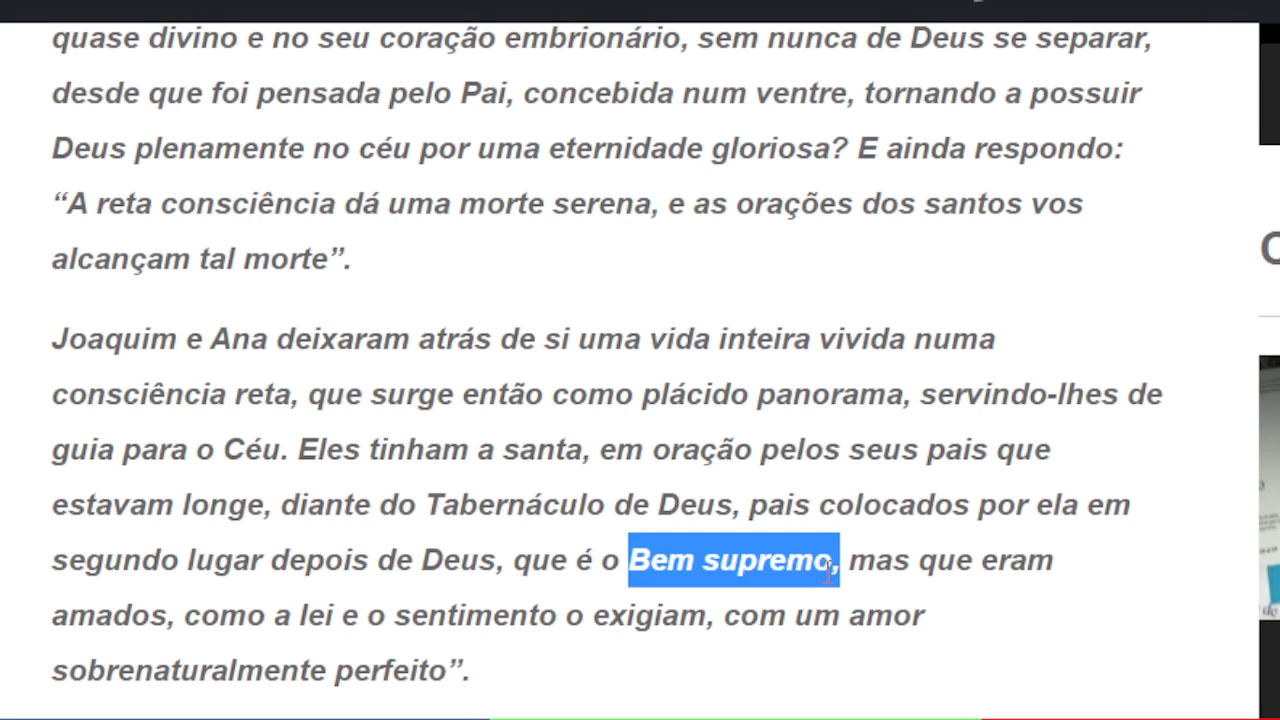 quase divino e no seu coração embrionário, sem nunca de Deus se separar,
desde que foi pensada pelo Pai, concebida num ventre, tornando a possuir
Deus plenamente no céu por uma eternidade gloriosa? E ainda respondo:
“A reta consciência dá uma morte serena, e as orações dos santos vos
alcançam tal morte”.
Joaquim e Ana deixaram atrás de si uma vida inteira vivida numa
consciência reta, que surge então como plácido panorama, servindo-lhes de
guia para o Céu. Eles tinham a santa, em oração pelos seus pais que
estavam longe, diante do Tabernáculo de Deus, pais colocados por ela em
segundo lugar depois de Deus, que é o Bem supremo, mas que eram
amados, como a lei e o sentimento o exigiam, com um amor
sobrenaturalmente perfeito”.